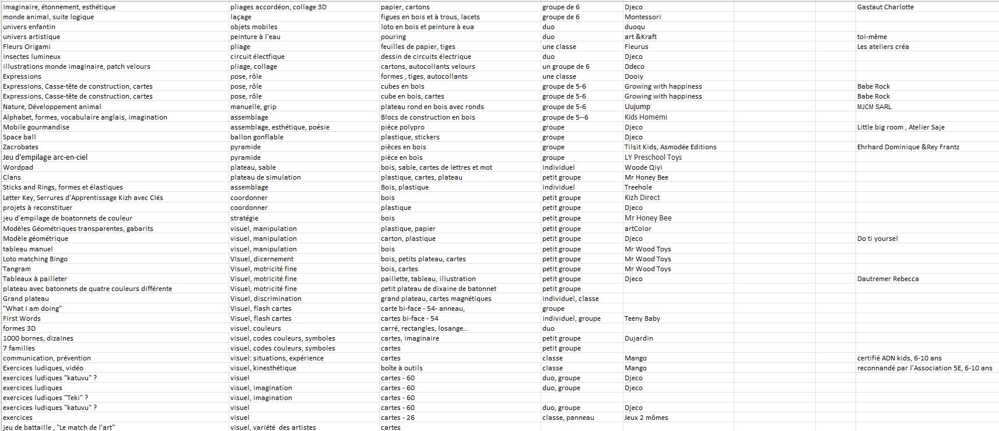 Imaginaire, étonnement, esthétique pliages accordéon, collage 3D papier, cartons groupe de 6 Djeco Gastaut Charlotte
monde animal, suite logique laçage figues en bois et à trous, lacets groupe de 6 Montessori
univers enfantin objets mobiles loto en bois et peinture à eua duo duoqu
univers artistique peinture à l'eau pouring duo art &Kraft toi-même
Fleurs Origami pliage feuilles de papier, tiges une classe Fleurus Les ateliers créa
insectes lumineux circuit électfique dessin de circuits électrique duo Djeco
illustrations monde imaginaire, patch velours pliage, collage cartons, autocollants velours un groupe de 6 Ddeco
Expressions pose, rôle formes , tiges, autocollants une classe Dooiy
Expressions, Casse-tête de construction, cartes pose, rôle cubes en bois groupe de 5-6 Growing with happiness Babe Rock
Expressions, Casse-tête de construction, cartes pose, rôle cube en bois, cartes groupe de 5-6 Growing with happiness Babe Rock
Nature, Développement animal manuelle, grip plateau rond en bois avec ronds groupe de 5-6 Uujump MJCM SARL
Alphabet, formes, vocabulaire anglais, imagination assemblage Blocs de construction en bois groupe de 5--6 Kids Homemi
Mobile gourmandise assemblage, esthétique, poésie pièce polypro groupe Djeco Little big room , Atelier Saje
Space ball ballon gonflable plastique, stickers groupe Djeco
Zacrobates pyramide pièces en bois groupe Tilsit Kids, Asmodée Editions Ehrhard Dominique &Rey Frantz
Jeu d'empilage arc-en-ciel pyramide pièce en bois groupe LY Preschool Toys
Wordpad plateau, sable bois, sable, cartes de lettres et mot individuel Woode Qiyi
Clans plateau de simulation plastique, cartes, plateau petit groupe Mr Honey Bee
Sticks and Rings, formes et élastiques assemblage Bois, plastique individuel Treehole
Letter Key, Serrures d'Apprentissage Kizh avec Clés coordonner bois petit groupe Kizh Direct
projets à reconstituer coordonner plastique petit groupe Djeco
jeu d'empilage de boatonnets de couleur stratégie bois petit groupe Mr Honey Bee
Modèles Géométriques transparentes, gabarits visuel, manipulation plastique, papier petit groupe artColor
Modèle géométrique visuel, manipulation carton, plastique petit groupe Djeco Do ti yoursel
tableau manuel visuel, manipulation bois petit groupe Mr Wood Toys
Loto matching Bingo VIsuel, dicernement bois, petits plateau, cartes petit groupe Mr Wood Toys
Tangram Visuel, motricité fine bois, cartes petit groupe Mr Wood Toys
Tableaux à pailleter Visuel, motricité fine paillette, tableau, illustration petit groupe Djeco Dautremer Rebecca
plateau avec batonnets de quatre couleurs différente Visuel, motricité fine petit plateau de dixaine de batonnet petit groupe
Grand plateau Visuel, discrimination grand plateau, cartes magnétiques individuel, classe
"What I am doing" Visuel, flash cartes carte bi-face - 54- anneau, groupe
First Words Visuel, flash cartes cartes bi-face - 54 individuel, groupe Teeny Baby
formes 3D visuel, couleurs carré, rectangles, losange... duo
1000 bornes, dizaines visuel, codes couleurs, symboles cartes, imaginaire petit groupe Dujardin
7 familles visuel, codes couleurs, symboles cartes petit groupe
communication, prévention visuel: situations, expérience cartes classe Mango certifié ADN kids, 6-10 ans
Exercices ludiques, vidéo visuel, kinesthétique boîte à outils classe Mango reconnandé par l'Association 5E, 6-10 ans
exercices ludiques "katuvu" ? visuel cartes - 60 duo, groupe Djeco
exercices ludiques visuel, imagination cartes - 60 duo, groupe Djeco
exercices ludiques "Teki" ? visuel, imagination cartes - 60
exercices ludiques "katuvu" ? visuel cartes - 60 duo, groupe Djeco
exercices visuel cartes - 26 classe, panneau Jeux 2 mômes
jeu de battaille , "Le match de l'art" visuel, variété des artistes cartes